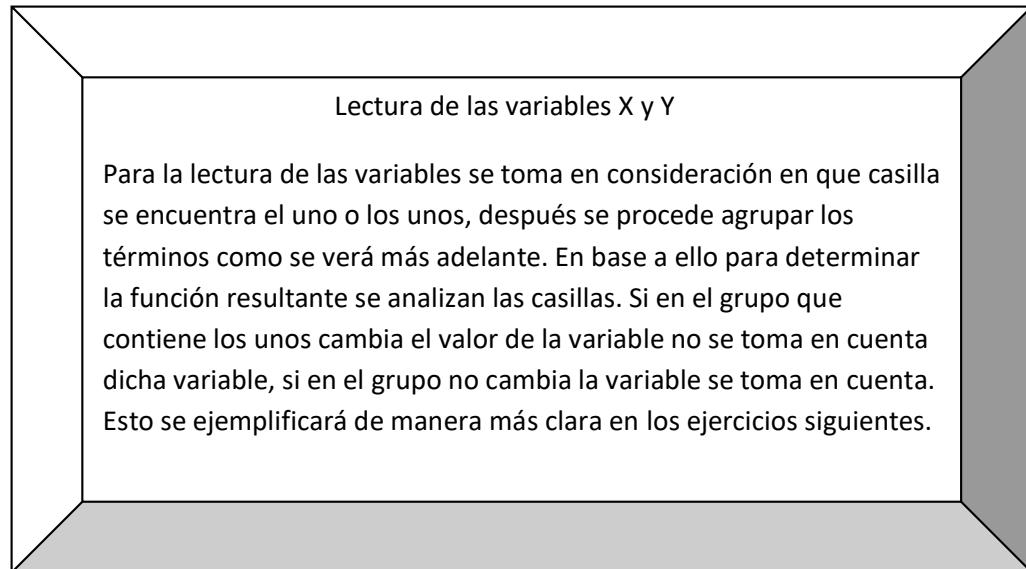 Lectura de las variables X y Y
Para la lectura de las variables se toma en consideración en que casilla
se encuentra el uno o los unos, después se procede agrupar los
términos como se verá más adelante. En base a ello para determinar
la función resultante se analizan las casillas. Si en el grupo que
contiene los unos cambia el valor de la variable no se toma en cuenta
dicha variable, si en el grupo no cambia la variable se toma en cuenta.
Esto se ejemplificará de manera más clara en los ejercicios siguientes.